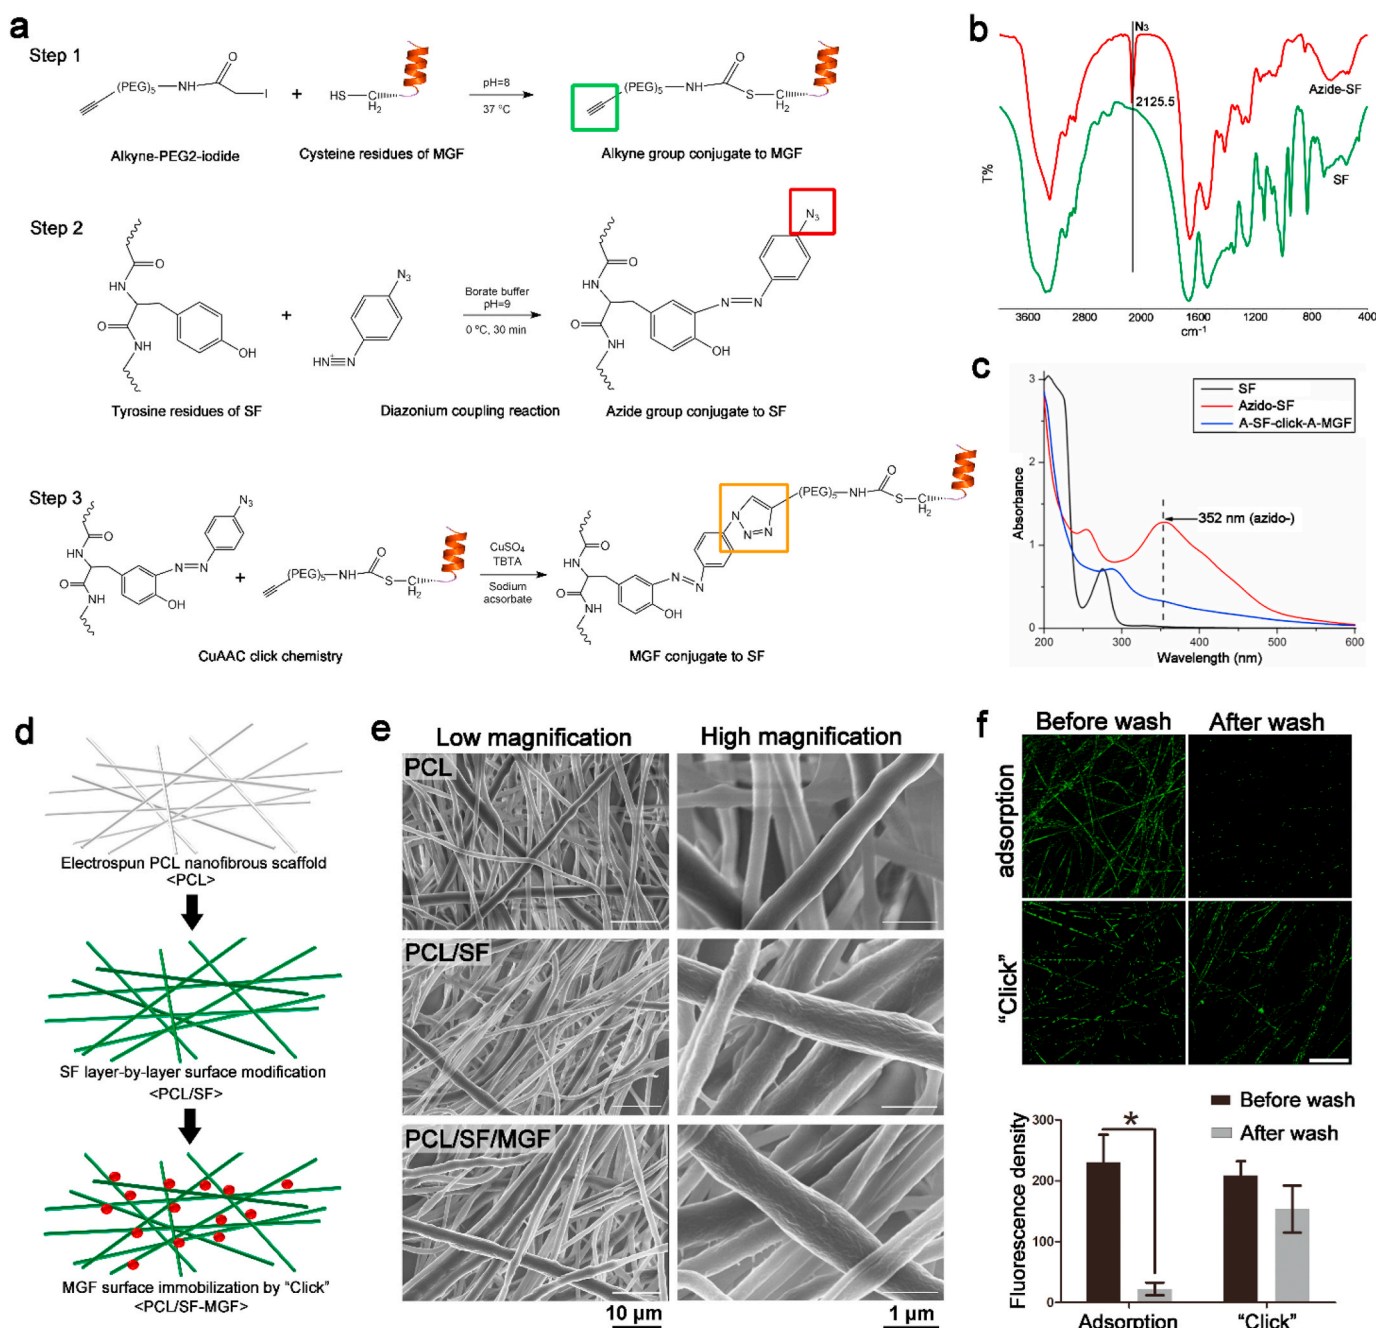 a
Step 1
(PEG)5
NH
O
I
+
HS
C
H2
pH=8
37 °C
(PEG)5
NH
O
S
C
H2
Alkyne-PEG2-iodide
Cysteine residues of MGF
Alkyne group conjugate to MGF
Step 2
O
HN
O
NH
OH
+
N3
HN
+
N
Borate buffer
pH=9
0 ºC, 30 min
O
HN
O
NH
OH
N
N
N3
Tyrosine residues of SF
Diazonium coupling reaction
Azide group conjugate to SF
Step 3
O
NH
O
NH
OH
N
N
N3
+
(PEG)5
NH
O
S
C
H2
CuSO4
TBTA
Sodium
acsorbate
O
NH
O
NH
OH
N
N
N
N
N
(PEG)5
NH
O
S
C
H2
CuAAC click chemistry
MGF conjugate to SF
b
N3
2125.5
Azide-SF
SF
T%
3600 2800 2000 1600 1200 800 400
cm-1
c
SF
Azido-SF
A-SF-click-A-MGF
352 nm (azido-)
Absorbance
3
2
1
0
200 300 400 500 600
Wavelength (nm)
d
Electrospun PCL nanofibrous scaffold
<PCL>
SF layer-by-layer surface modification
<PCL/SF>
MGF surface immobilization by “Click”
<PCL/SF-MGF>
e
Low magnification High magnification
PCL
PCL/SF
PCL/SF/MGF
10 µm 1 µm
f
Before wash After wash
adsorption
“Click”
Before wash
After wash
Fluorescence density
300
200
100
0
*
Adsorption “Click”